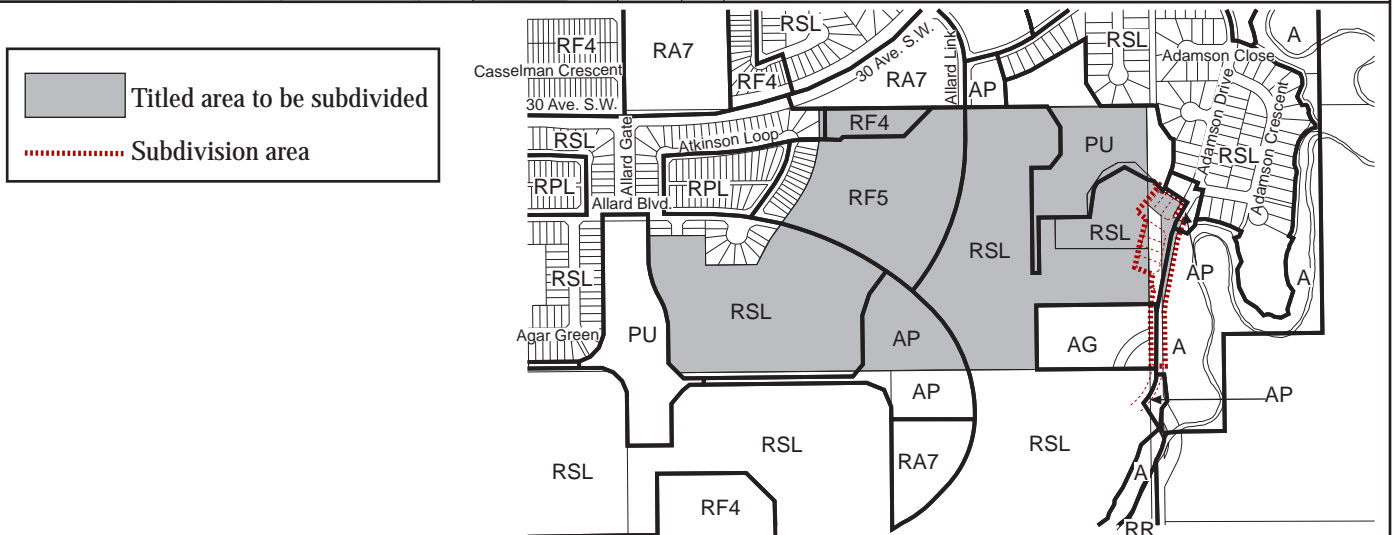 Titled area to be subdivided
Subdivision area
RSL
RF4
RA7
30 Ave. S.W.
Allard Link
RSL
A
Casselman Crescent
RF4
RA7
AP
Adamson Close
30 Ave. S.W.
RF4
PU
Adamson Drive
RSL
Adamson Crescent
RSL
Allard Gate
Atkinson Loop
RPL
RPL
Allard Blvd.
RF5
RSL
RSL
RSL
AP
A
RSL
Agar Green
PU
AP
AG
A
AP
AP
RSL
RSL
RA7
RSL
A
RF4
RR